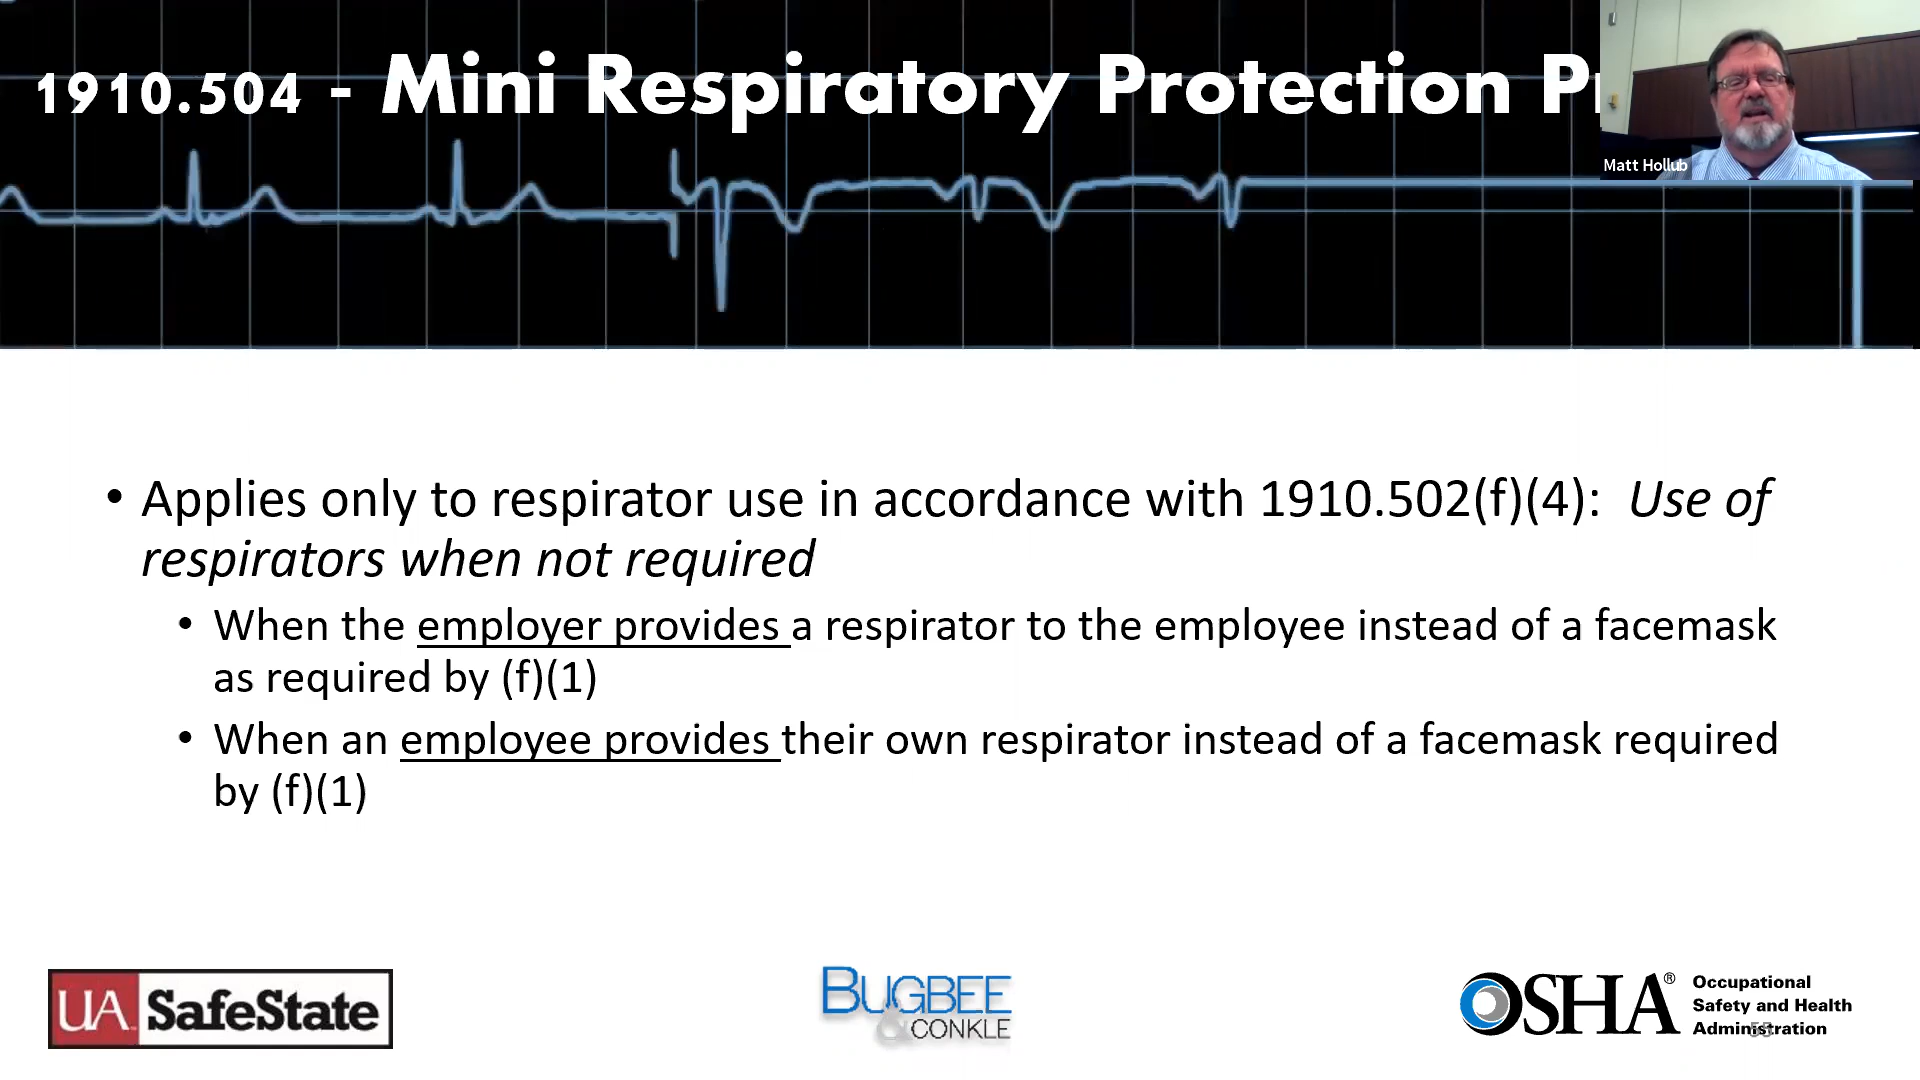 1910.504 - Mini Respiratory Protection Pr
Matt Hollub
• Applies only to respirator use in accordance with 1910.502(f)(4): Use of
respirators when not required
• When the employer provides a respirator to the employee instead of a facemask
as required by (f)(1)
• When an employee provides their own respirator instead of a facemask required
by (f)(1)
UA SafeState
BUGBEE
& CONKLE
OSHA®
Occupational
Safety and Health
Administration
55